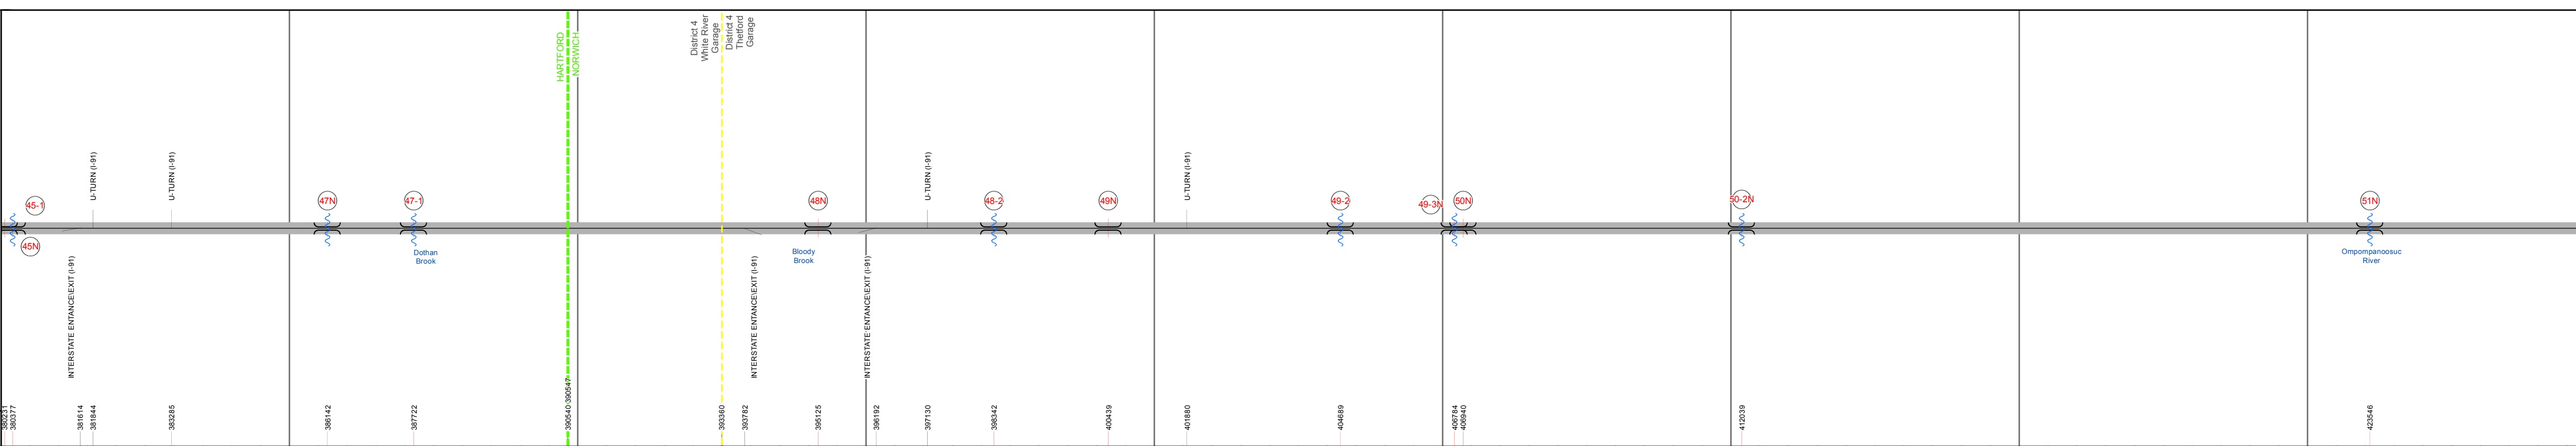 HARTFORD
NORWICH
District 4
White River
Garage
District 4
Thetford
Garage
U-TURN (I-91)
U-TURN (I-91)
U-TURN (I-91)
U-TURN (I-91)
45-1
47N
47-1
48N
48-2
49N
49-2
49-3N
50N
50-2N
51N
45N
Dothan
Brook
Bloody
Brook
Ompompanoosuc
River
INTERSTATE ENTANCE\EXIT (I-91)
INTERSTATE ENTANCE\EXIT (I-91)
INTERSTATE ENTANCE\EXIT (I-91)
380231
380377
381614
381844
383285
386142
387722
390540
390547
393360
393782
395125
396192
397130
398342
400439
401880
404689
406784
406940
412039
423546